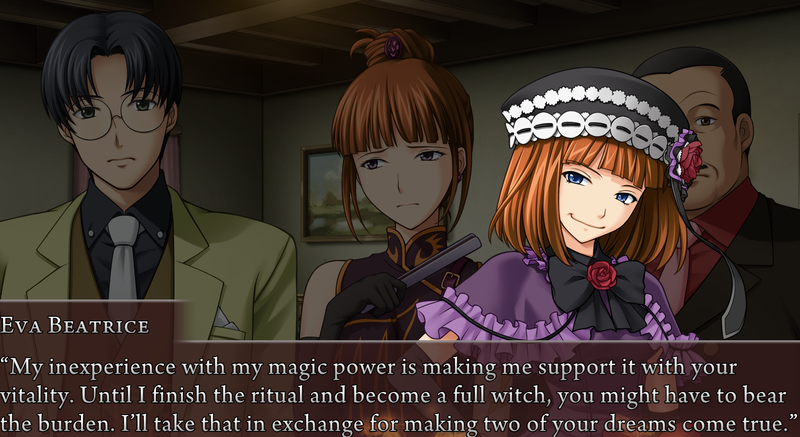 Eva Beatrice
“My inexperience with my magic power is making me support it with your
vitality. Until I finish the ritual and become a full witch, you might have to bear
the burden. I’ll take that in exchange for making two of your dreams come true.”